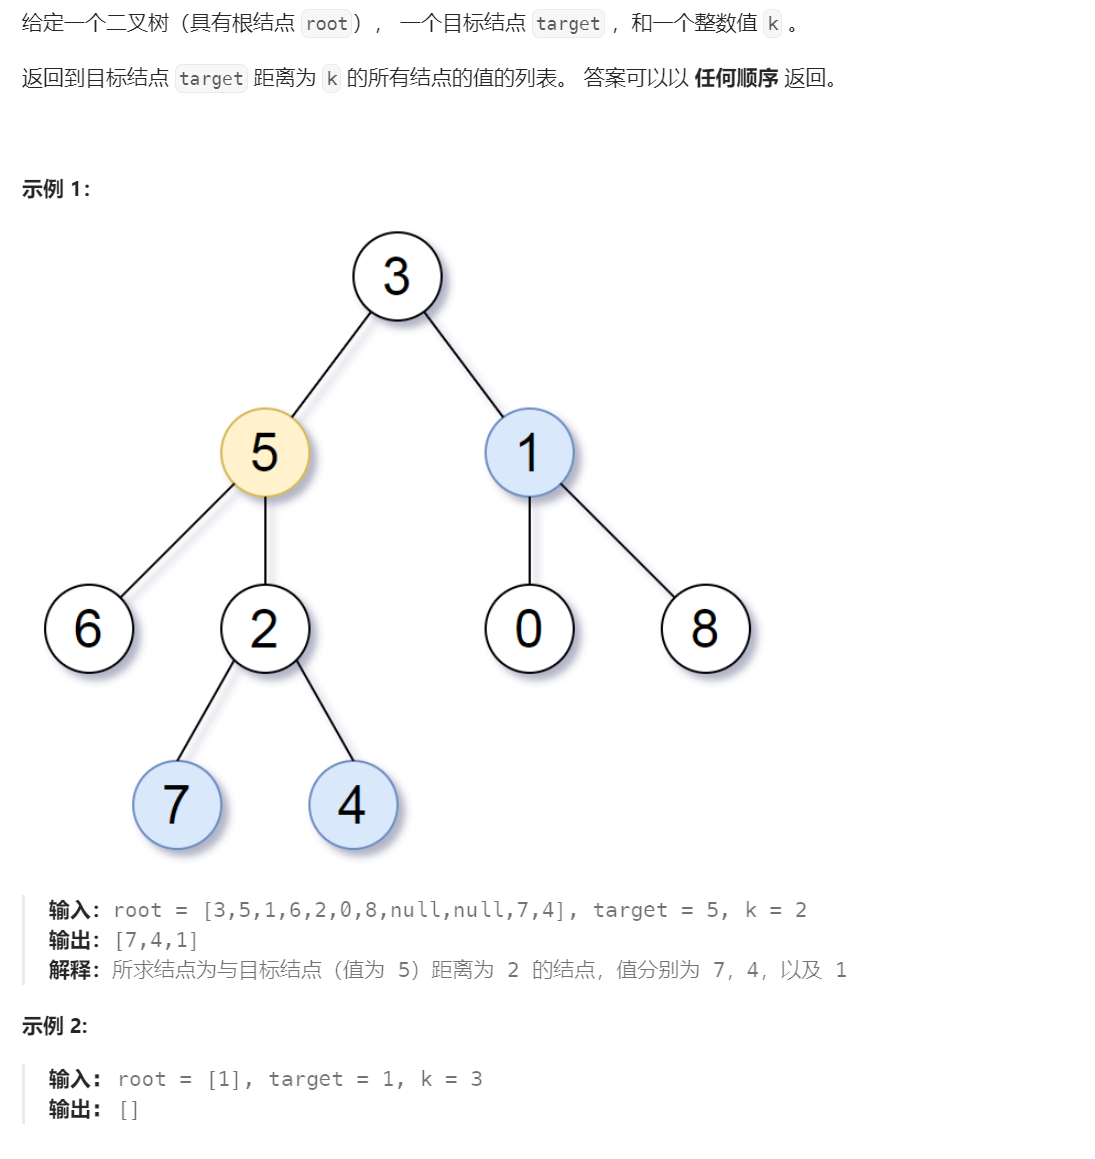 给定一个二叉树（具有根结点 root）， 一个目标结点 target ，和一个整数值 k 。
返回到目标结点 target 距离为 k 的所有结点的值的列表。 答案可以以 任何顺序 返回。
示例 1：
3
5
1
6
2
0
8
7
4
输入：root = [3,5,1,6,2,0,8,null,null,7,4], target = 5, k = 2
输出：[7,4,1]
解释：所求结点为与目标结点（值为 5）距离为 2 的结点，值分别为 7，4，以及 1
示例 2:
输入: root = [1], target = 1, k = 3
输出: []